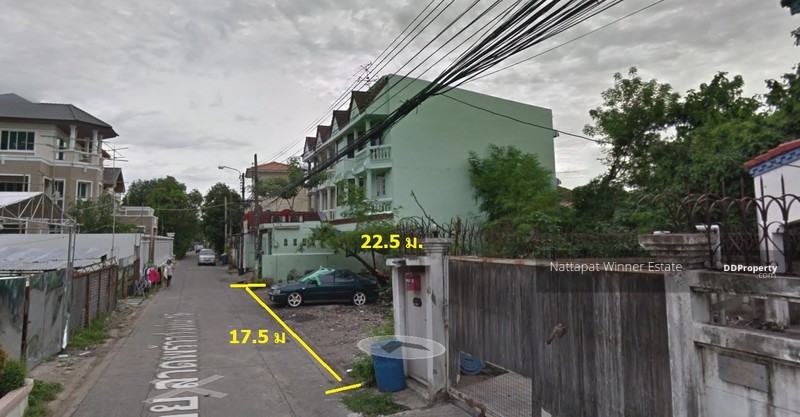 22.5 ม.
Nattapat Winner Estate
DDProperty
.com
17.5 ม